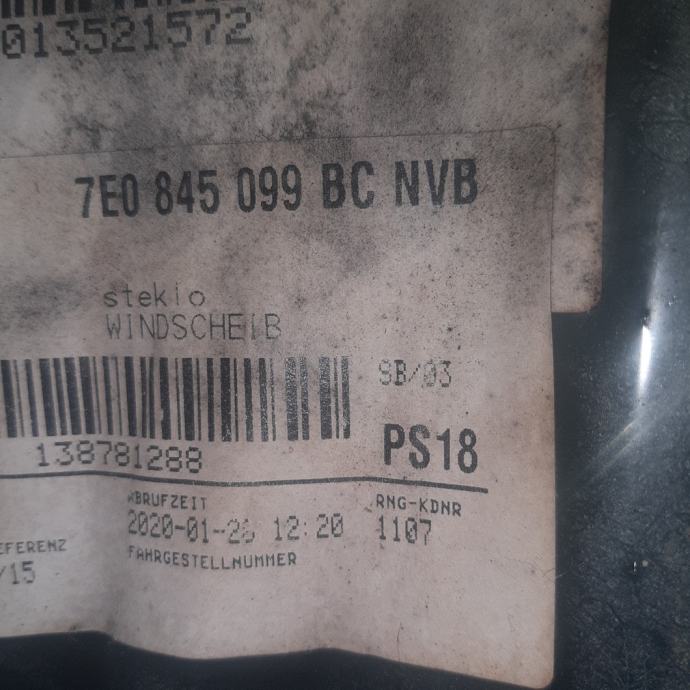 013521572
7E0 845 099 BC NVB
stekio
WINDSCHEIB
SB/03
138781288
PS18
ABRUFZEIT
RNG-KDNR
2020-01-26 12:20
1107
EFERENZ
FAHRGESTELLNUMMER
/15